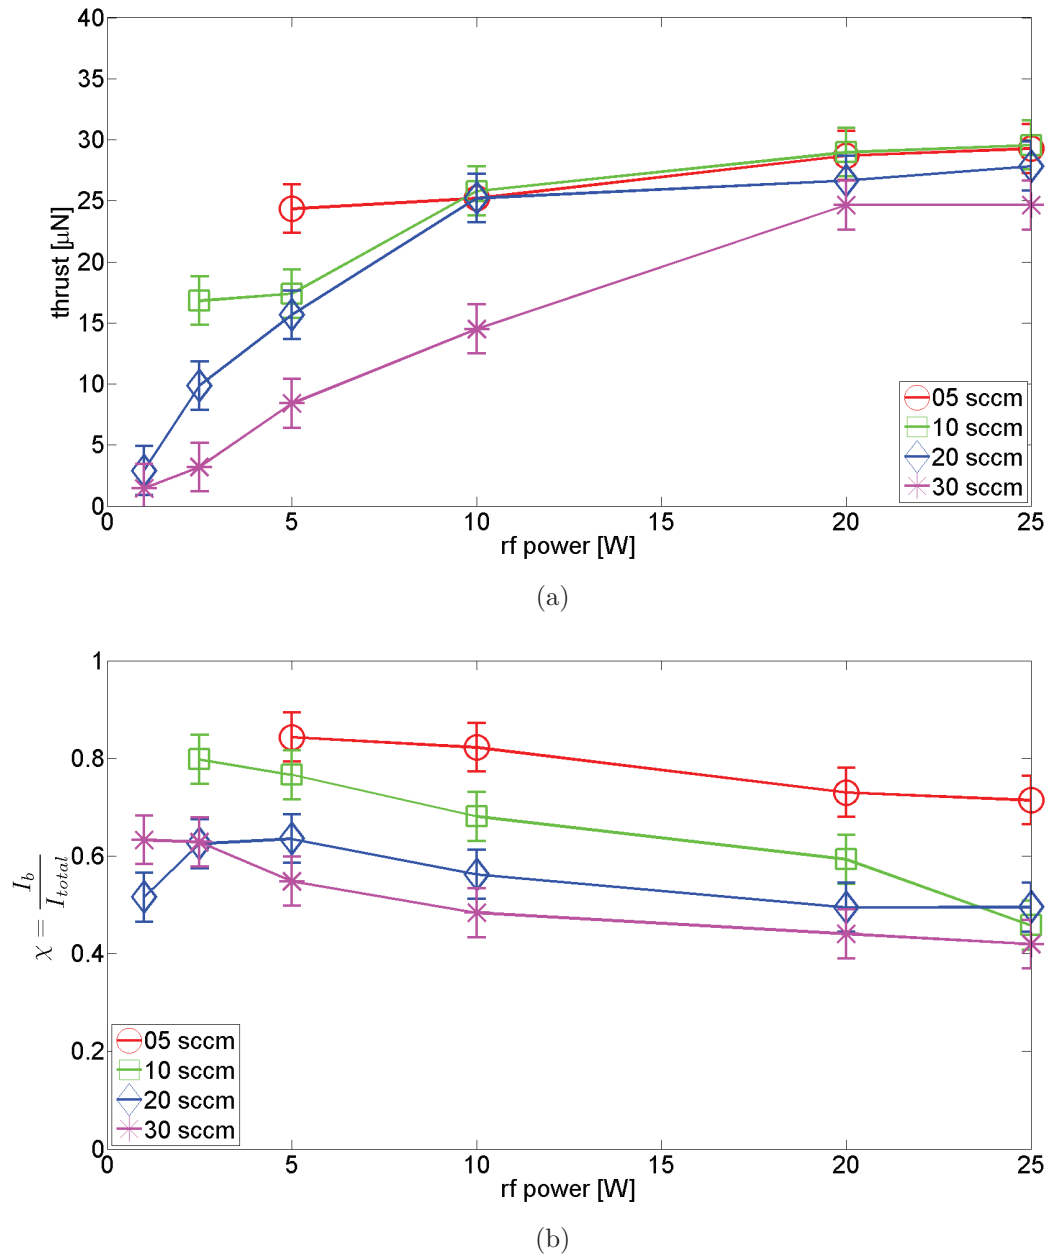 40
35
30
25
20
15
10
5
0
thrust [µN]
05 sccm
10 sccm
20 sccm
30 sccm
0 5 10 15 20 25
rf power [W]
(a)
1
0.8
0.6
0.4
0.2
0
χ = I_b / I_total
05 sccm
10 sccm
20 sccm
30 sccm
0 5 10 15 20 25
rf power [W]
(b)